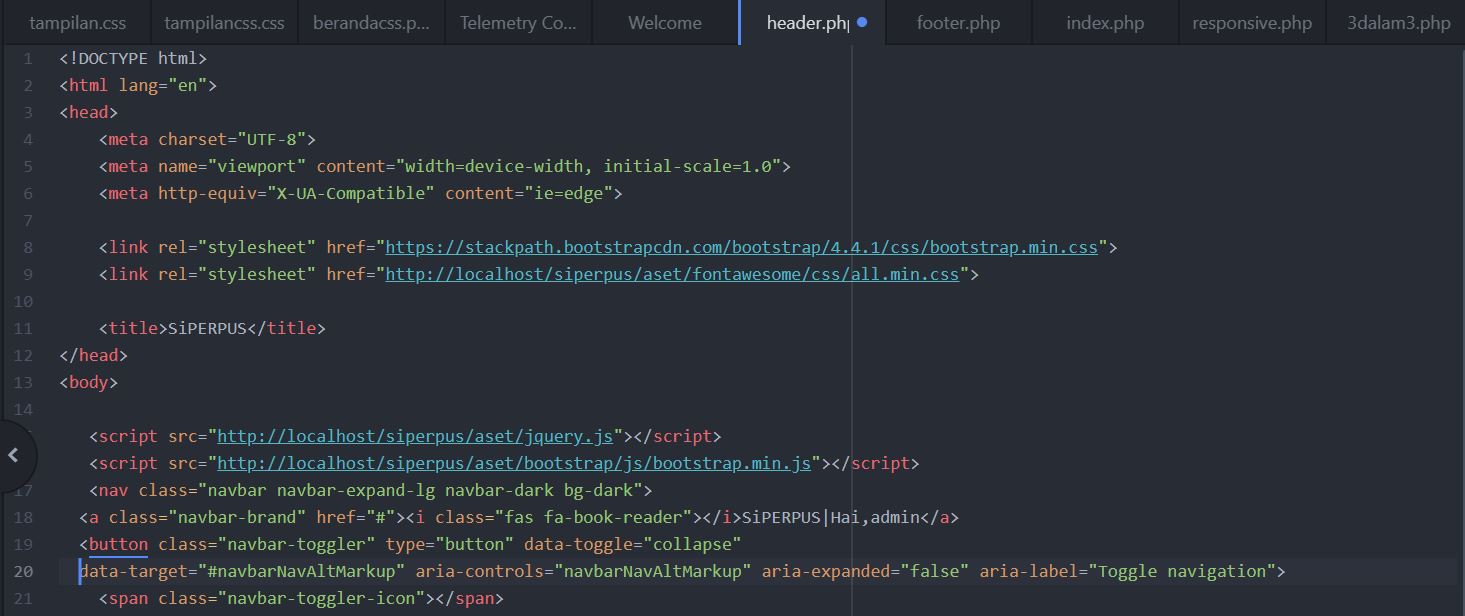 tampilan.css tampilancss.css berandacss.p... Telemetry Co... Welcome header.php footer.php index.php responsive.php 3dalam3.php
1 <!DOCTYPE html>
2 <html lang="en">
3 <head>
4 <meta charset="UTF-8">
5 <meta name="viewport" content="width=device-width, initial-scale=1.0">
6 <meta http-equiv="X-UA-Compatible" content="ie=edge">
7
8 <link rel="stylesheet" href="https://stackpath.bootstrapcdn.com/bootstrap/4.4.1/css/bootstrap.min.css">
9 <link rel="stylesheet" href="http://localhost/siperpus/aset/fontawesome/css/all.min.css">
10
11 <title>SiPERPUS</title>
12 </head>
13 <body>
14
<script src="http://localhost/siperpus/aset/jquery.js"></script>
<script src="http://localhost/siperpus/aset/bootstrap/js/bootstrap.min.js"></script>
17 <nav class="navbar navbar-expand-lg navbar-dark bg-dark">
18 <a class="navbar-brand" href="#"><i class="fas fa-book-reader"></i>SiPERPUS|Hai,admin</a>
19 <button class="navbar-toggler" type="button" data-toggle="collapse"
20 data-target="#navbarNavAltMarkup" aria-controls="navbarNavAltMarkup" aria-expanded="false" aria-label="Toggle navigation">
21 <span class="navbar-toggler-icon"></span>